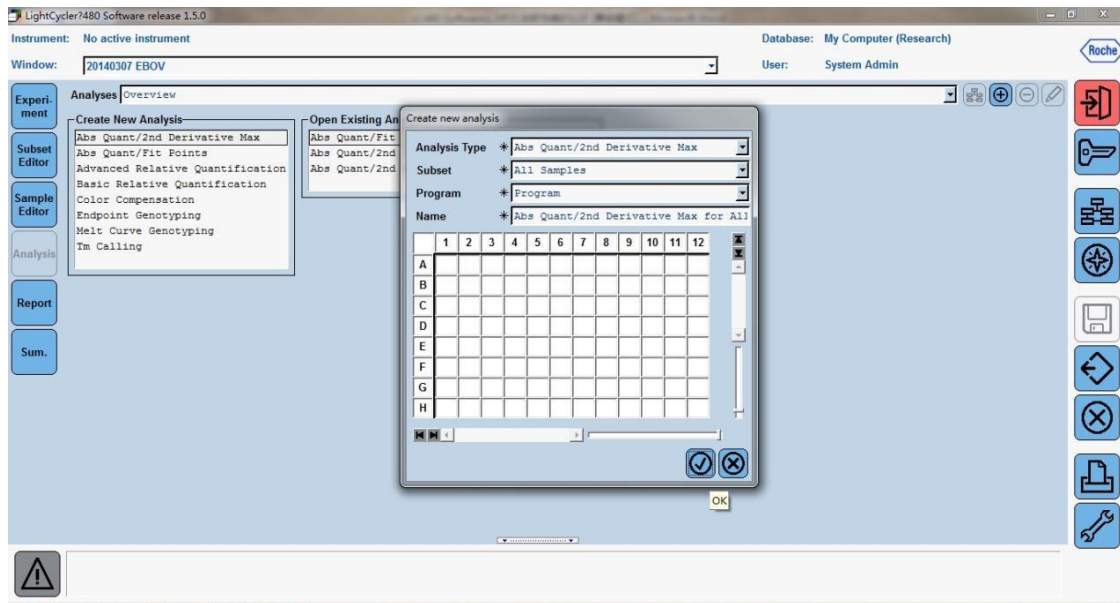 LightCycler?480 Software release 1.5.0
Instrument: No active instrument
Database: My Computer (Research)
Window: 20140307 EBOV
User: System Admin
Roche
Experi-
ment
Subset
Editor
Sample
Editor
Analysis
Report
Sum.
Analyses Overview
Create New Analysis
Abs Quant/2nd Derivative Max
Abs Quant/Fit Points
Advanced Relative Quantification
Basic Relative Quantification
Color Compensation
Endpoint Genotyping
Melt Curve Genotyping
Tm Calling
Open Existing An
Abs Quant/Fit
Abs Quant/2nd
Abs Quant/2nd
Create new analysis
Analysis Type * Abs Quant/2nd Derivative Max
Subset * All Samples
Program * Program
Name * Abs Quant/2nd Derivative Max for All
1 2 3 4 5 6 7 8 9 10 11 12
A
B
C
D
E
F
G
H
OK